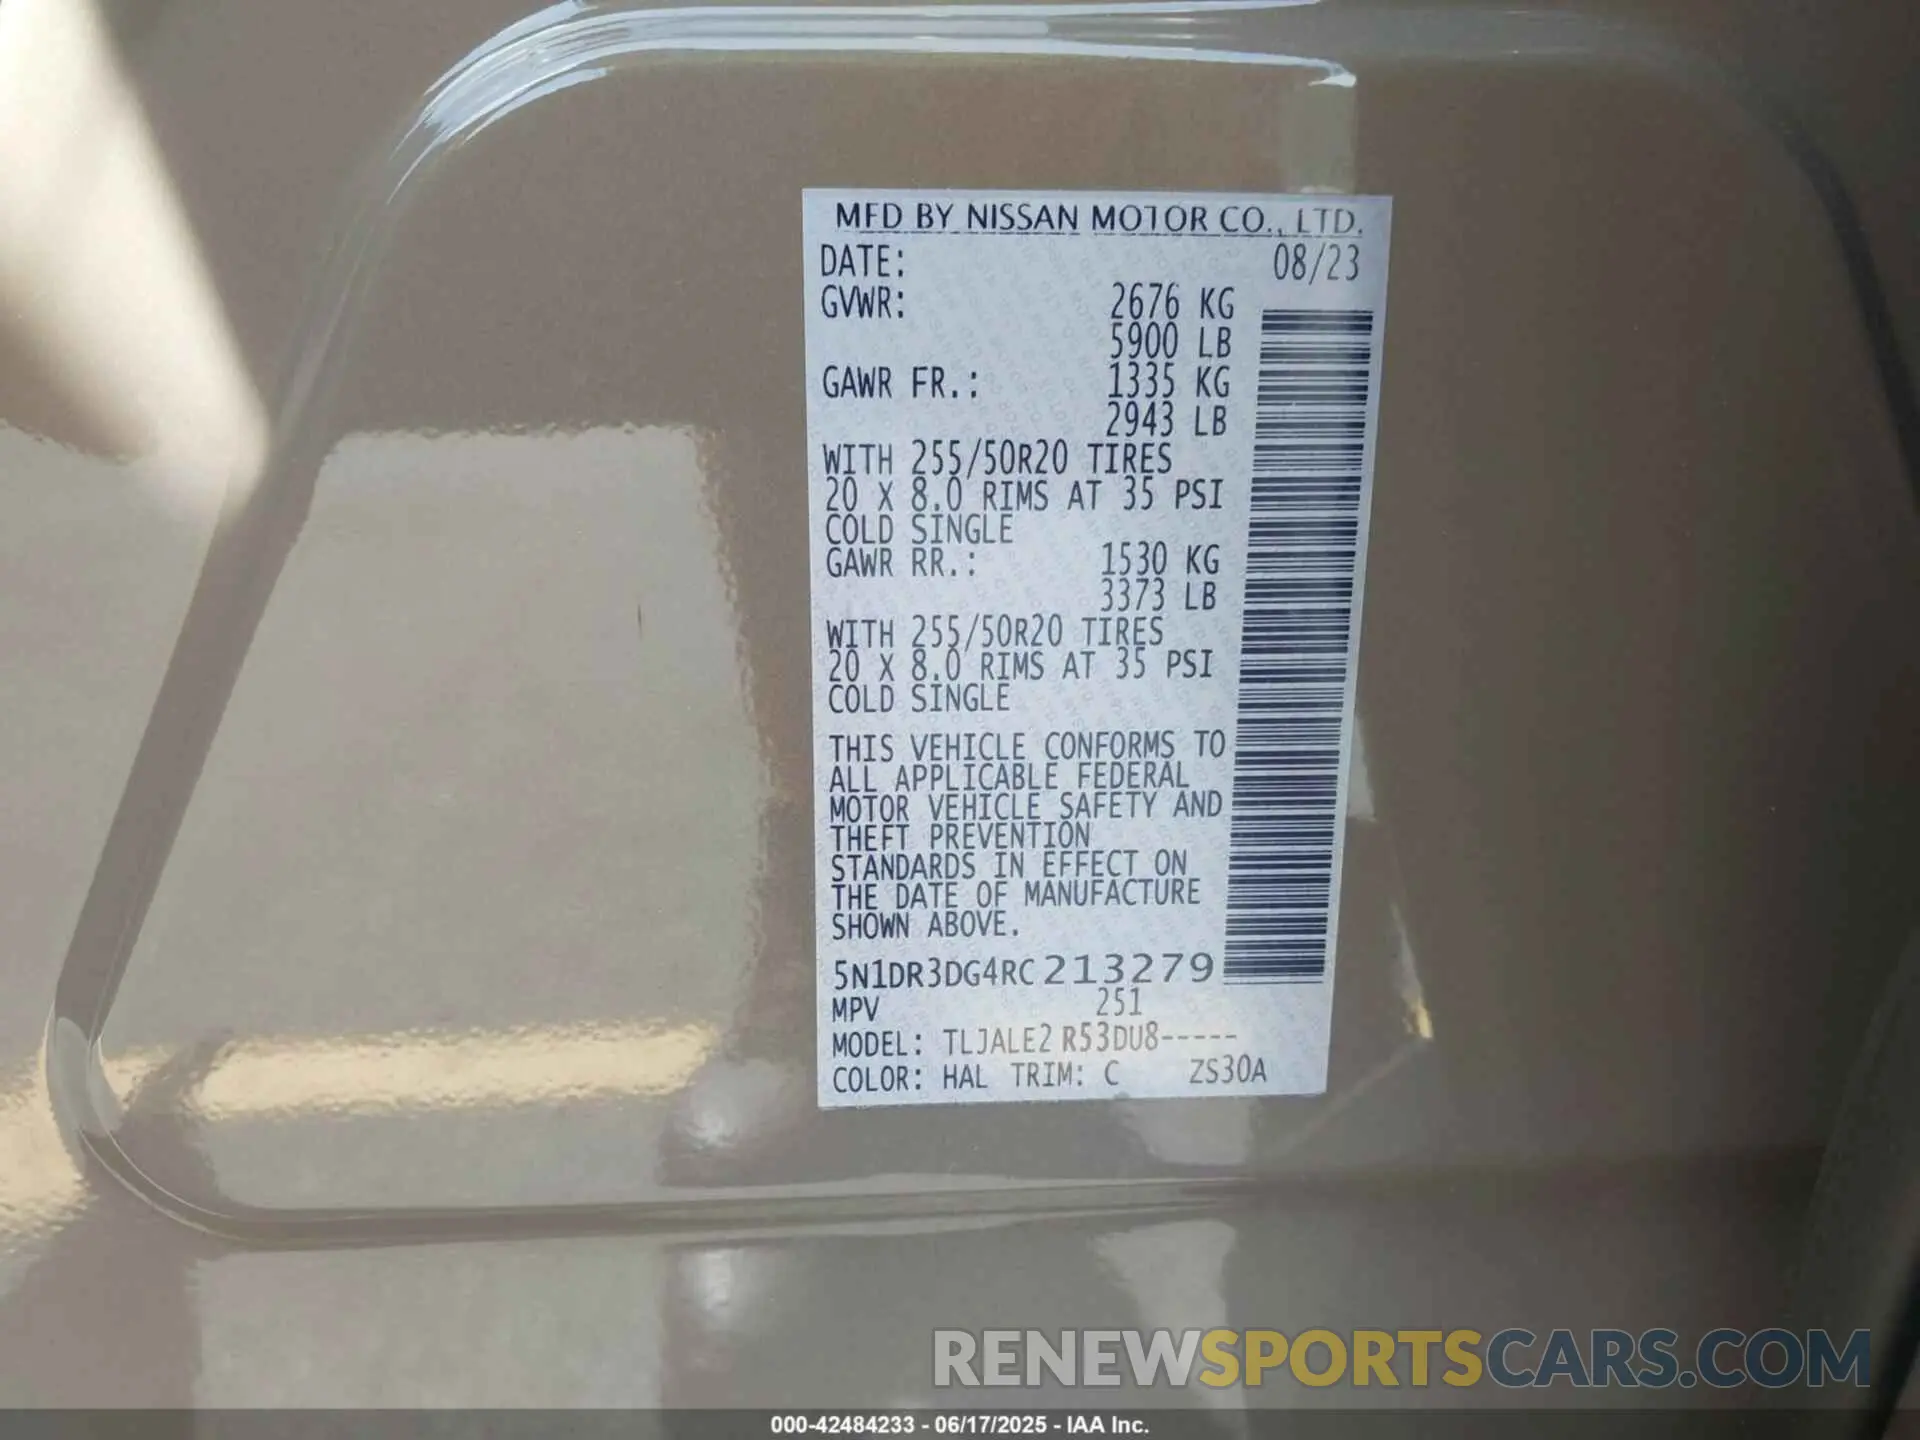 MFD BY NISSAN MOTOR CO., LTD.
DATE: 08/23
GVWR: 2676 KG
5900 LB
GAWR FR.: 1335 KG
2943 LB
WITH 255/50R20 TIRES
20 X 8.0 RIMS AT 35 PSI
COLD SINGLE
GAWR RR.: 1530 KG
3373 LB
WITH 255/50R20 TIRES
20 X 8.0 RIMS AT 35 PSI
COLD SINGLE
THIS VEHICLE CONFORMS TO
ALL APPLICABLE FEDERAL
MOTOR VEHICLE SAFETY AND
THEFT PREVENTION
STANDARDS IN EFFECT ON
THE DATE OF MANUFACTURE
SHOWN ABOVE.
5N1DR3DG4RC213279
MPV 251
MODEL: TLJALE2 R53DU8-----
COLOR: HAL TRIM: C ZS30A
RENEWSPORTSCARS.COM
000-42484233 - 06/17/2025 - IAA Inc.